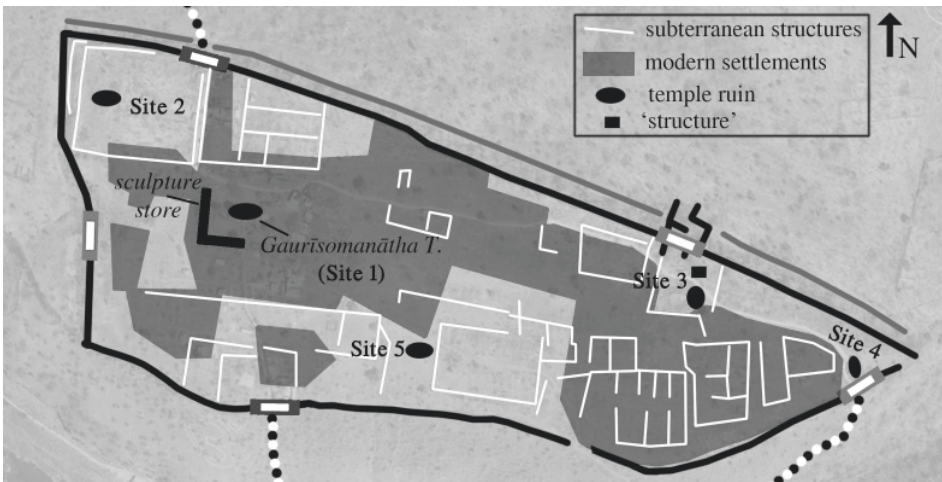 subterranean structures
modern settlements
temple ruin
'structure'
N
Site 2
sculpture
store
Gaurīsomanātha T.
(Site 1)
Site 3
Site 4
Site 5